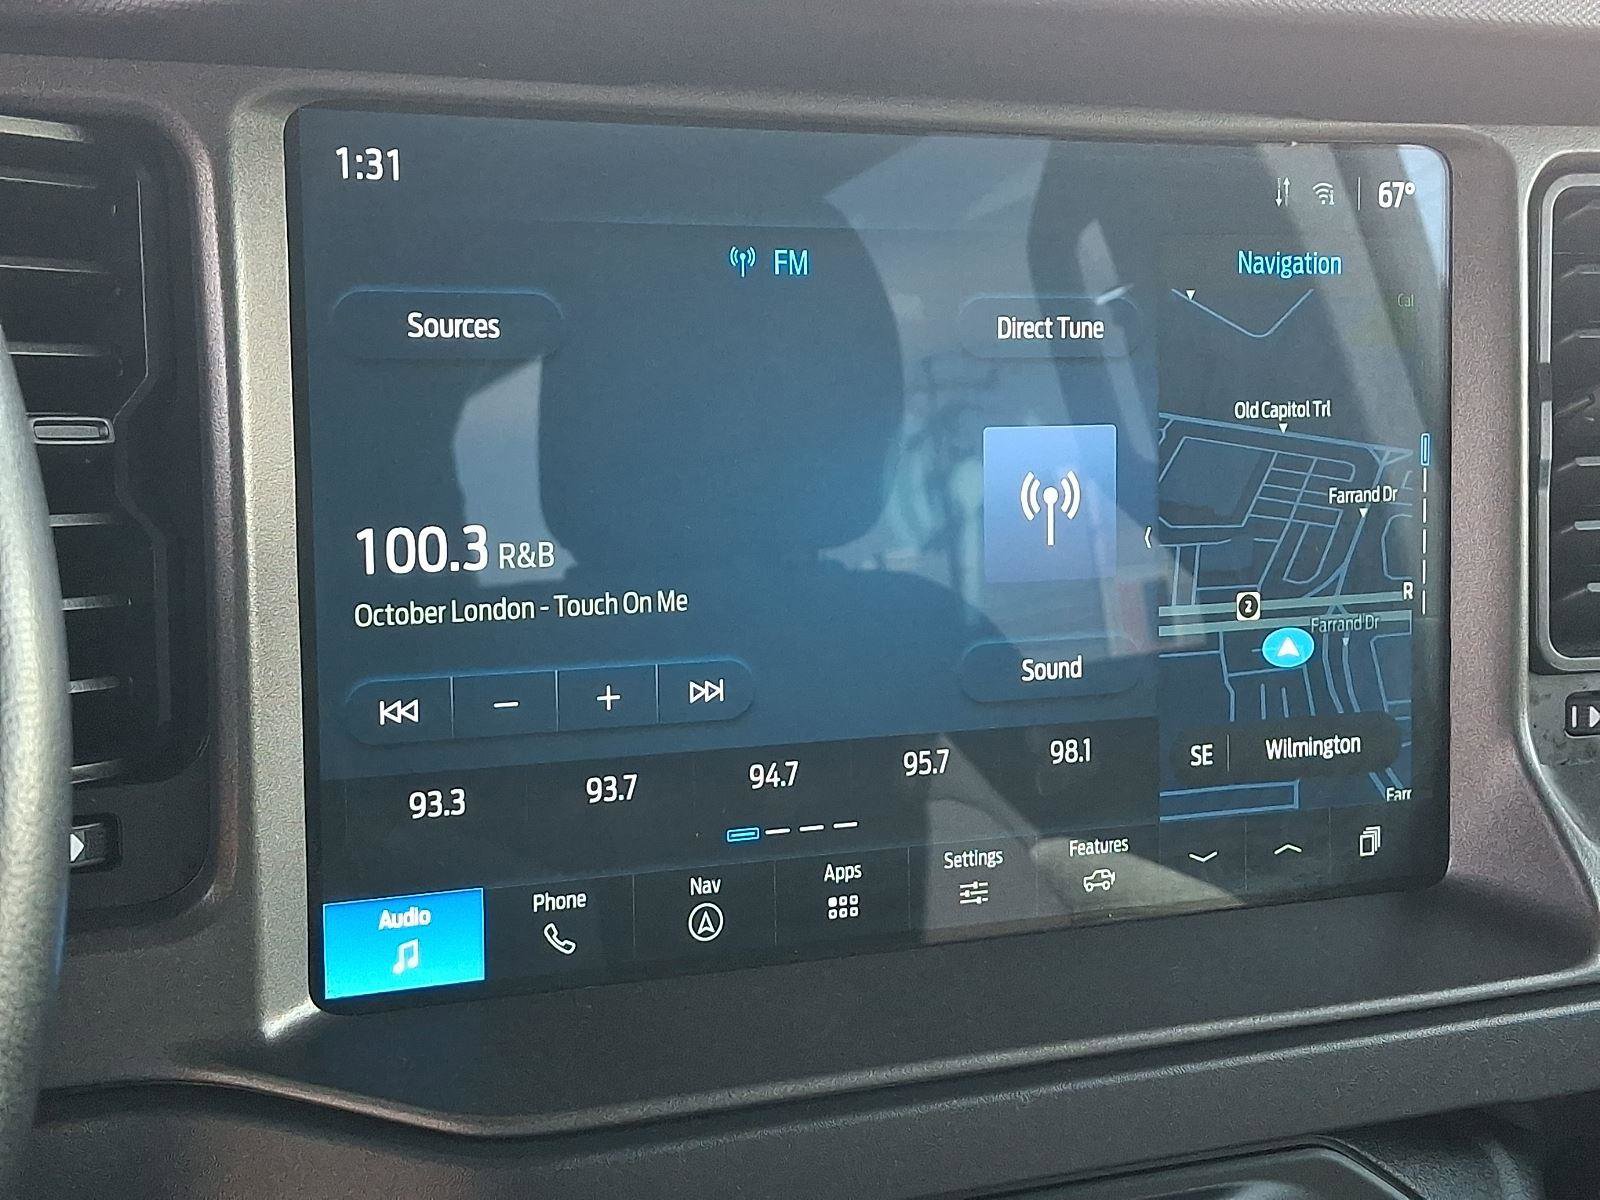 1:31
67°
FM
Navigation
Sources
Direct Tune
Cal
Old Capitol Trl
Farrand Dr
100.3 R&B
October London - Touch On Me
2
R
Farrand Dr
Sound
SE
Wilmington
Farr
93.3
93.7
94.7
95.7
98.1
Audio
Phone
Nav
Apps
Settings
Features